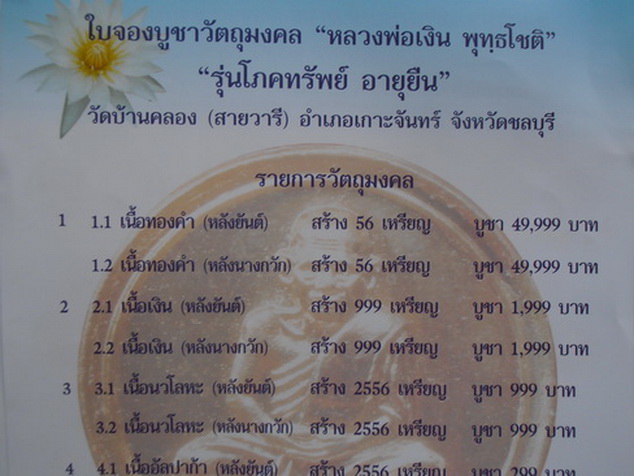 ใบจองบูชาวัตถุมงคล “หลวงพ่อเงิน พุทฺธโชติ”
“รุ่นโภคทรัพย์ อายุยืน”
วัดบ้านคลอง (สายวารี) อำเภอเกาะจันทร์ จังหวัดชลบุรี
รายการวัตถุมงคล
1 1.1 เนื้อทองคำ (หลังยันต์) สร้าง 56 เหรียญ บูชา 49,999 บาท
1.2 เนื้อทองคำ (หลังนางกวัก) สร้าง 56 เหรียญ บูชา 49,999 บาท
2 2.1 เนื้อเงิน (หลังยันต์) สร้าง 999 เหรียญ บูชา 1,999 บาท
2.2 เนื้อเงิน (หลังนางกวัก) สร้าง 999 เหรียญ บูชา 1,999 บาท
3 3.1 เนื้อนวโลหะ (หลังยันต์) สร้าง 2556 เหรียญ บูชา 999 บาท
3.2 เนื้อนวโลหะ (หลังนางกวัก) สร้าง 2556 เหรียญ บูชา 999 บาท
4 4.1 เนื้ออัลปาก้า (หลังยันต์) สร้าง 2556 เหรียญ บูชา 299 บาท